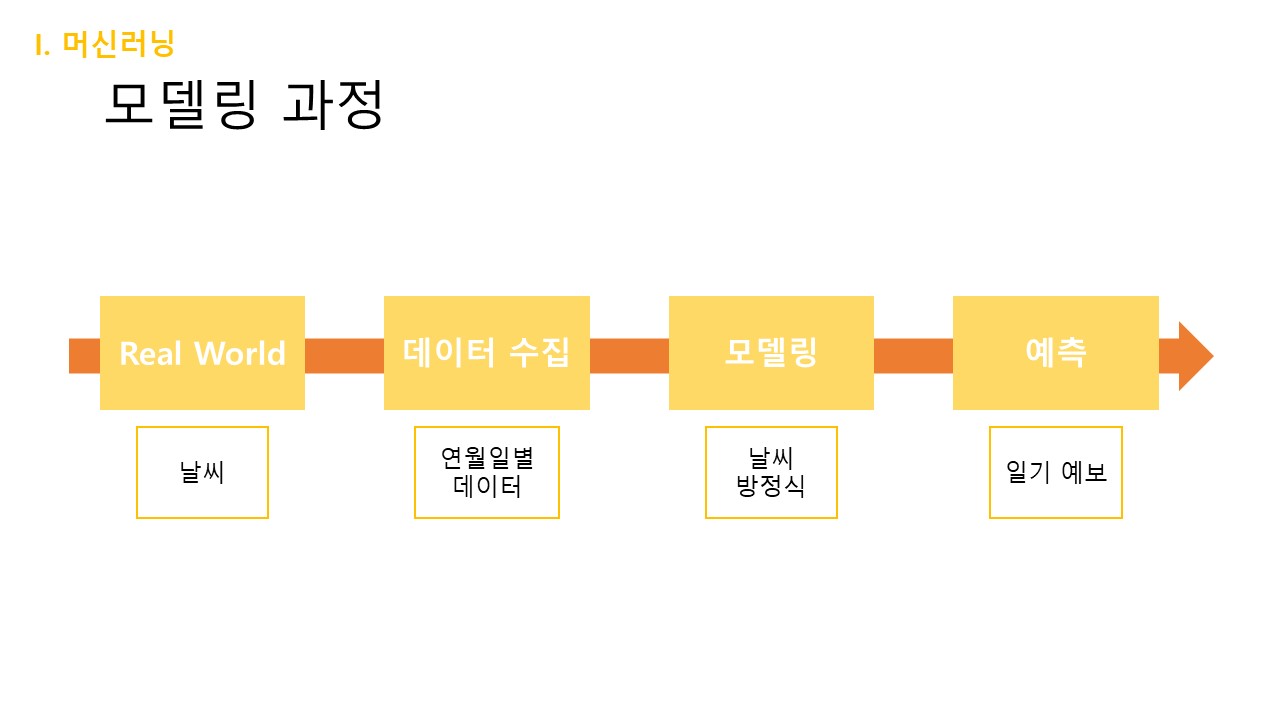 I. 머신러닝
모델링 과정
Real World
데이터 수집
모델링
예측
날씨
연월일별
데이터
날씨
방정식
일기 예보